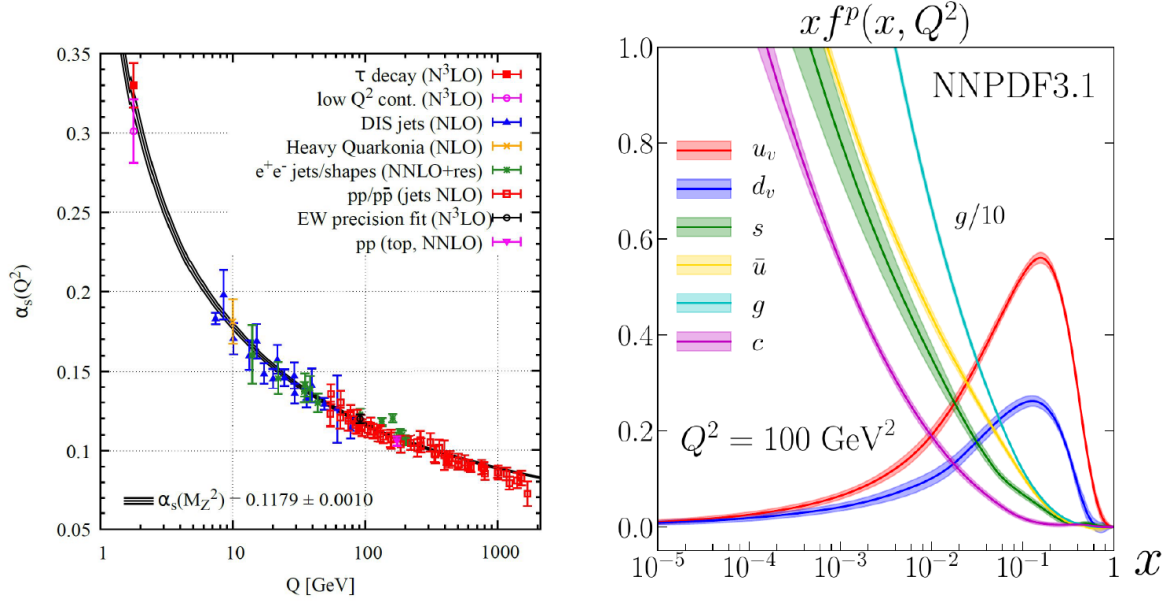 0.35
0.3
0.25
0.2
0.15
0.1
0.05
αs(Q²)
τ decay (N³LO)
low Q² cont. (N³LO)
DIS jets (NLO)
Heavy Quarkonia (NLO)
e⁺e⁻ jets/shapes (NNLO+res)
pp/pp̅ (jets NLO)
EW precision fit (N³LO)
pp (top, NNLO)
αs(MZ²) = 0.1179 ± 0.0010
1 10 100 1000
Q [GeV]
xfᵖ(x, Q²)
1.0
0.8
0.6
0.4
0.2
0.0
NNPDF3.1
u_v
d_v
s
ū
g
c
g/10
Q² = 100 GeV²
10⁻⁵ 10⁻⁴ 10⁻³ 10⁻² 10⁻¹ 1
x